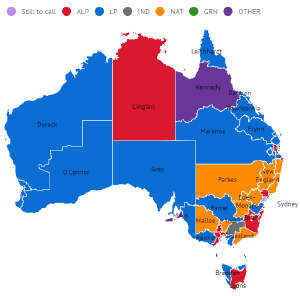 Still to call ALP LP IND NAT GRN OTHER
Leichhardt
Kennedy
Dawson
Capricornia
Flynn
Maranoa
Lingiari
Durack
O'Connor
Grey
New
England
Parkes
Sydney
Farrer
Mallee
Mayo
Braddon
Lyons